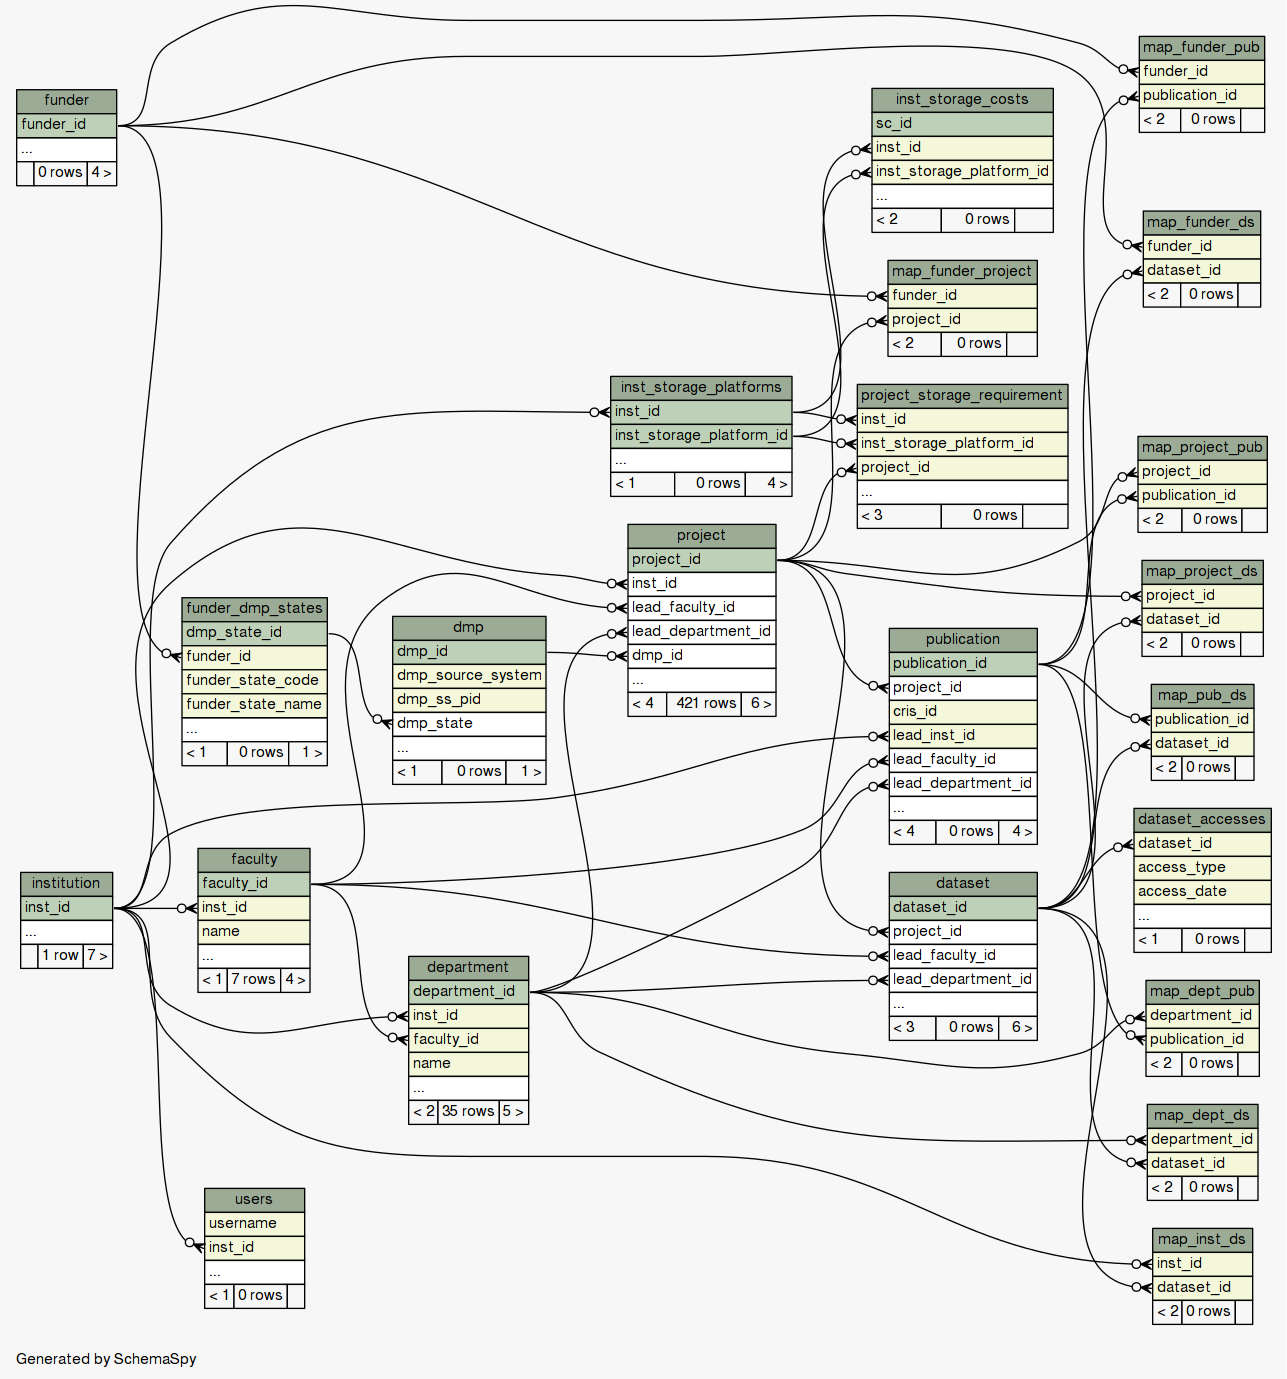 map_funder_pub
funder_id
publication_id
< 2 0 rows
funder
funder_id
...
0 rows 4 >
inst_storage_costs
sc_id
inst_id
inst_storage_platform_id
...
< 2 0 rows
map_funder_ds
funder_id
dataset_id
< 2 0 rows
map_funder_project
funder_id
project_id
< 2 0 rows
inst_storage_platforms
inst_id
inst_storage_platform_id
...
< 1 0 rows 4 >
project_storage_requirement
inst_id
inst_storage_platform_id
project_id
...
< 3 0 rows
map_project_pub
project_id
publication_id
< 2 0 rows
project
project_id
inst_id
lead_faculty_id
lead_department_id
dmp_id
...
< 4 421 rows 6 >
map_project_ds
project_id
dataset_id
< 2 0 rows
funder_dmp_states
dmp_state_id
funder_id
funder_state_code
funder_state_name
...
< 1 0 rows 1 >
dmp
dmp_id
dmp_source_system
dmp_ss_pid
dmp_state
...
< 1 0 rows 1 >
publication
publication_id
project_id
cris_id
lead_inst_id
lead_faculty_id
lead_department_id
...
< 4 0 rows 4 >
map_pub_ds
publication_id
dataset_id
< 2 0 rows
dataset_accesses
dataset_id
access_type
access_date
...
< 1 0 rows
institution
inst_id
...
1 row 7 >
faculty
faculty_id
inst_id
name
...
< 1 7 rows 4 >
dataset
dataset_id
project_id
lead_faculty_id
lead_department_id
...
< 3 0 rows 6 >
department
department_id
inst_id
faculty_id
name
...
< 2 35 rows 5 >
map_dept_pub
department_id
publication_id
< 2 0 rows
map_dept_ds
department_id
dataset_id
< 2 0 rows
users
username
inst_id
...
< 1 0 rows
map_inst_ds
inst_id
dataset_id
< 2 0 rows
Generated by SchemaSpy